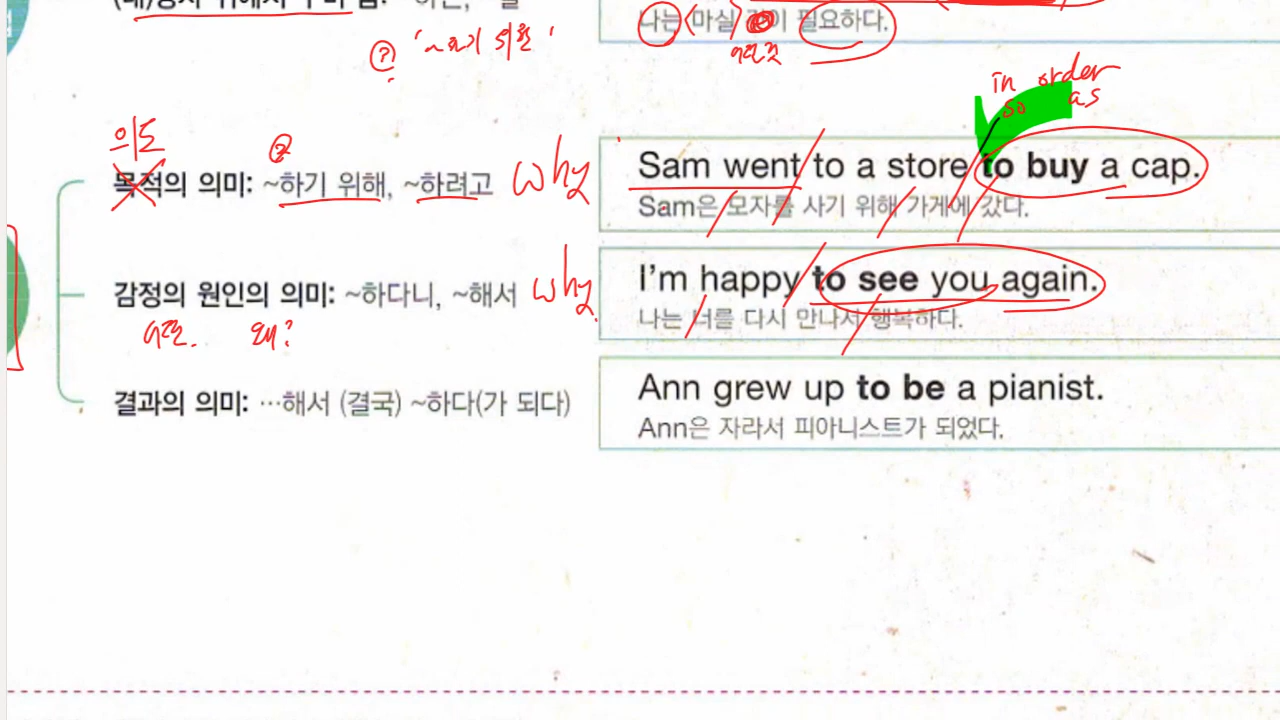 나는 마실 것이 필요하다.
어떤 것
②
'~하기 위한'
in order
so as
의도
②
목적의 의미: ~하기 위해, ~하려고
why
Sam went to a store to buy a cap.
Sam은 모자를 사기 위해 가게에 갔다.
감정의 원인의 의미: ~하다니, ~해서
why
어떤. 왜?
I'm happy to see you again.
나는 너를 다시 만나서 행복하다.
결과의 의미: …해서 (결국) ~하다(가 되다)
Ann grew up to be a pianist.
Ann은 자라서 피아니스트가 되었다.